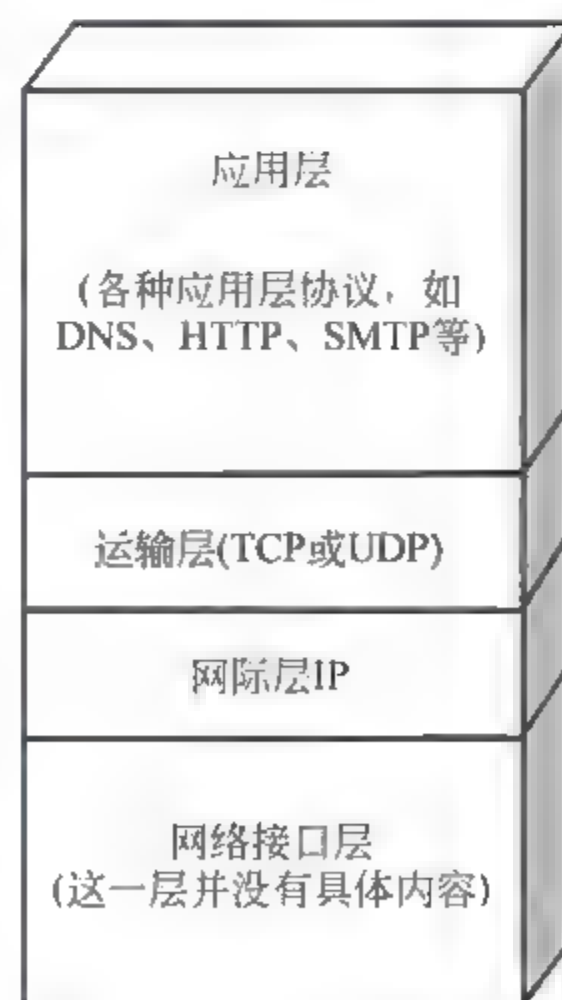 应用层
(各种应用层协议，如
DNS、HTTP、SMTP等)
运输层(TCP或UDP)
网际层IP
网络接口层
(这一层并没有具体内容)